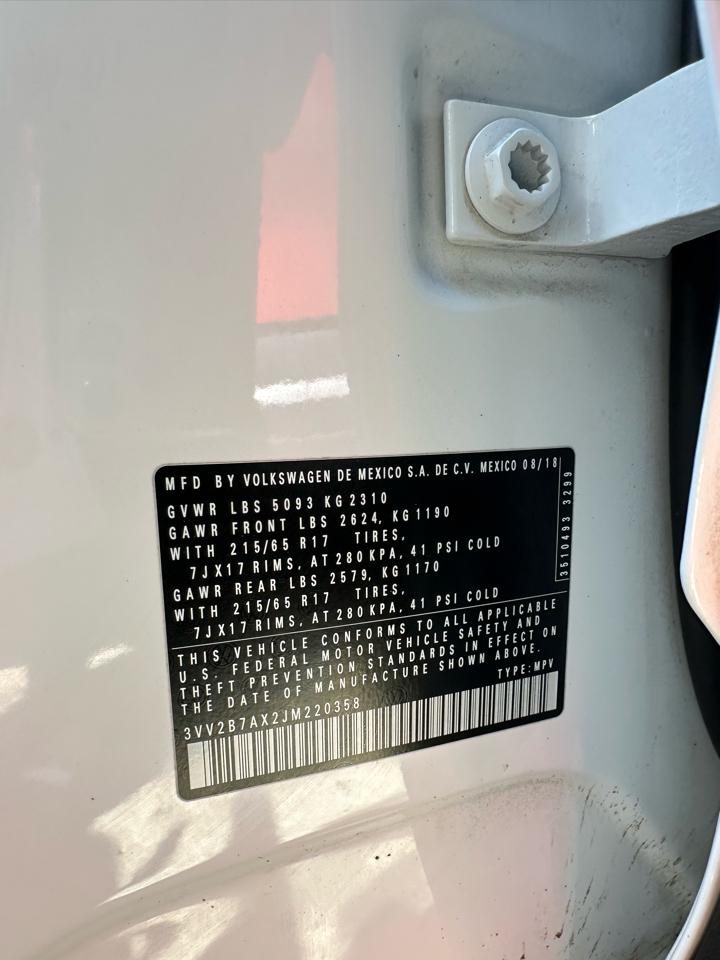 MFD BY VOLKSWAGEN DE MEXICO S.A. DE C.V. MEXICO 08/18
GVWR LBS 5093 KG 2310
GAWR FRONT LBS 2624, KG 1190
WITH 215/65 R17 TIRES,
7JX17 RIMS, AT 280 KPA, 41 PSI COLD
GAWR REAR LBS 2579, KG 1170
WITH 215/65 R17 TIRES,
7JX17 RIMS, AT 280 KPA, 41 PSI COLD
3510493 3299
THIS VEHICLE CONFORMS TO ALL APPLICABLE
U.S. FEDERAL MOTOR VEHICLE SAFETY AND
THEFT PREVENTION STANDARDS IN EFFECT ON
THE DATE OF MANUFACTURE SHOWN ABOVE.
TYPE: MPV
3VV2B7AX2JM220358